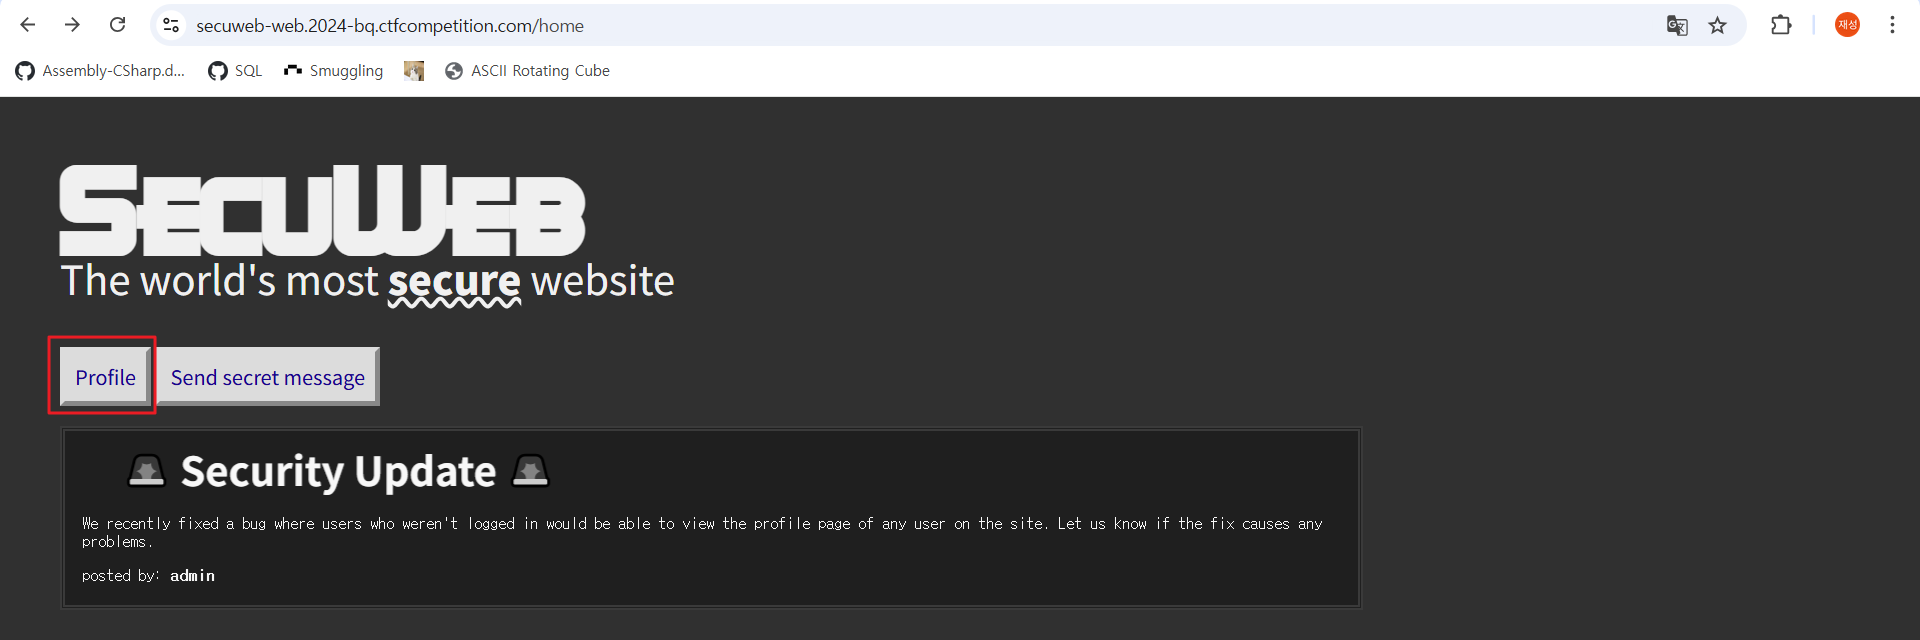 secuweb-web.2024-bq.ctfcompetition.com/home
재성
Assembly-CSharp.d... SQL Smuggling ASCII Rotating Cube
SECUWEB
The world's most secure website
Profile Send secret message
Security Update
We recently fixed a bug where users who weren't logged in would be able to view the profile page of any user on the site. Let us know if the fix causes any
problems.
posted by: admin